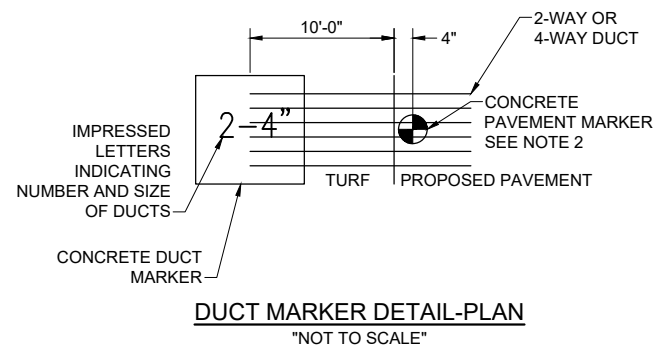 10'-0"
4"
2-WAY OR
4-WAY DUCT
2-4"
IMPRESSED
LETTERS
INDICATING
NUMBER AND SIZE
OF DUCTS
CONCRETE
PAVEMENT MARKER
SEE NOTE 2
TURF
PROPOSED PAVEMENT
CONCRETE DUCT
MARKER
DUCT MARKER DETAIL-PLAN
"NOT TO SCALE"